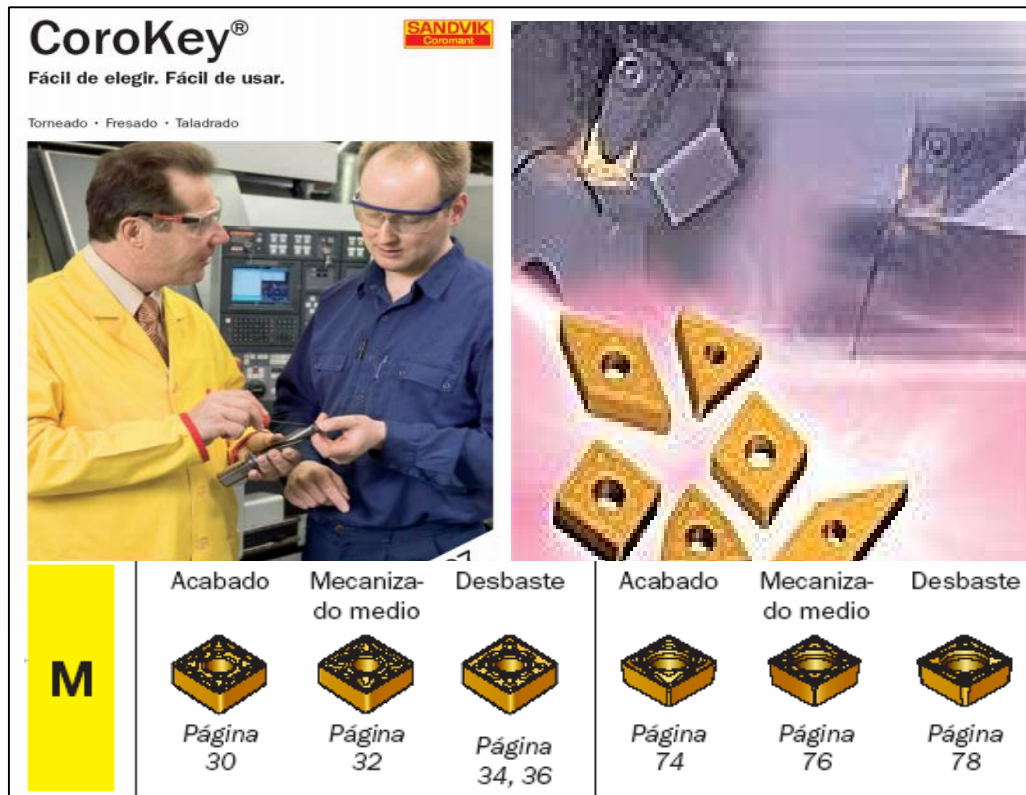 CoroKey®
SANDVIK
Coromant
Fácil de elegir. Fácil de usar.
Torneado • Fresado • Taladrado
M
Acabado
Mecaniza-
do medio
Desbaste
Acabado
Mecaniza-
do medio
Desbaste
Página
30
Página
32
Página
34, 36
Página
74
Página
76
Página
78